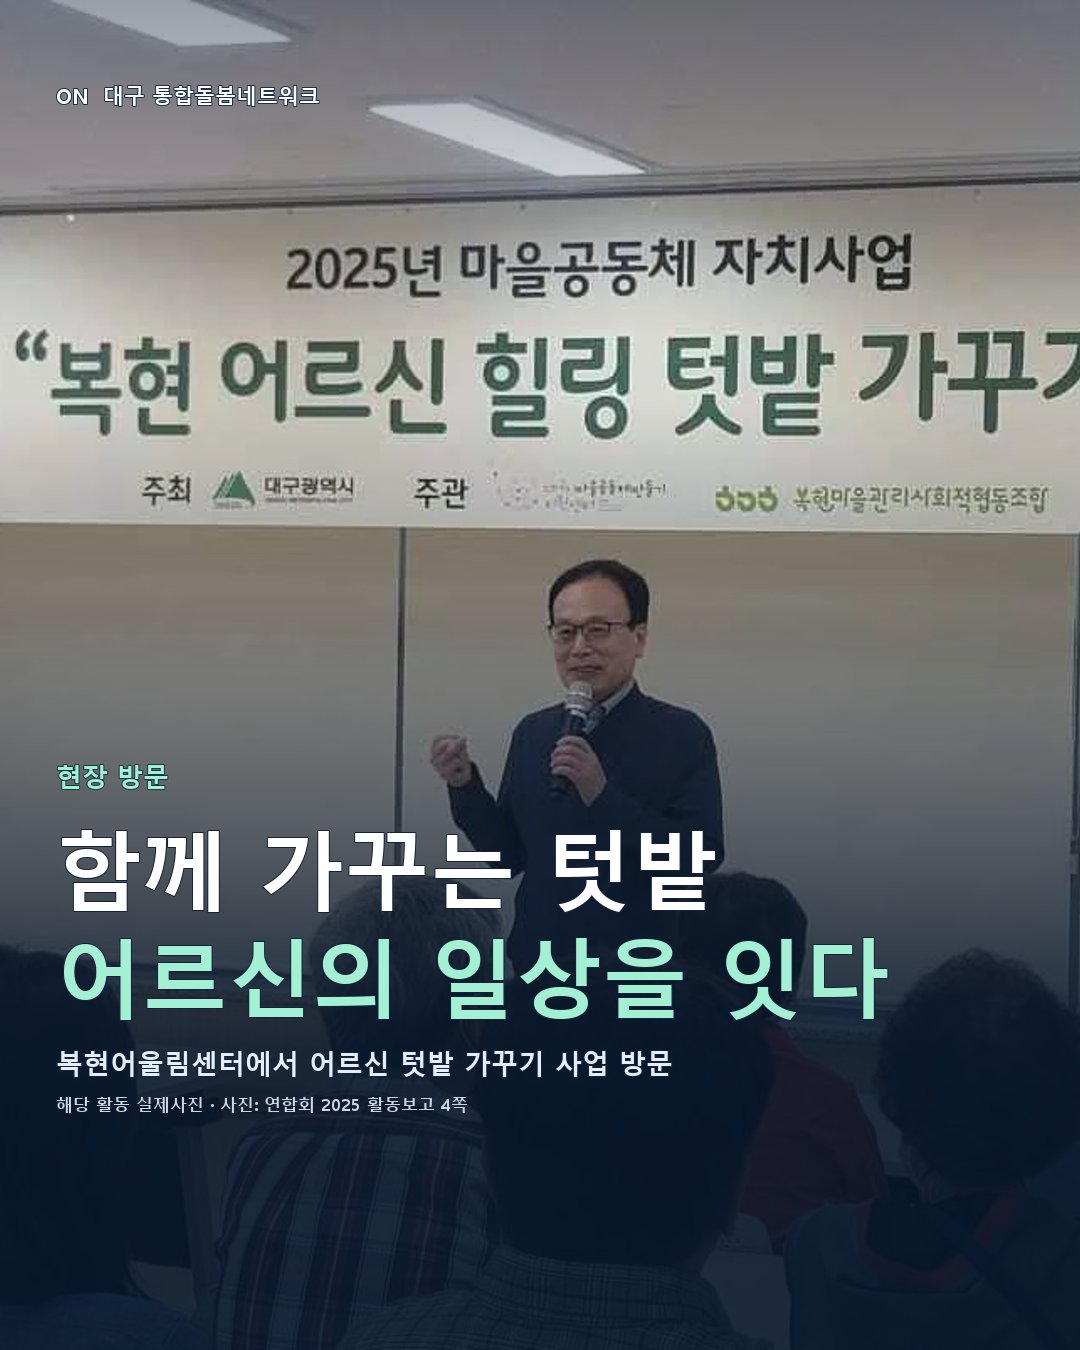 ON 대구 통합돌봄네트워크
2025년 마을공동체 자치사업
“복현 어르신 힐링 텃밭 가꾸기
주최 대구광역시 주관 복현마을관리사회적협동조합
현장 방문
함께 가꾸는 텃밭
어르신의 일상을 잇다
복현어울림센터에서 어르신 텃밭 가꾸기 사업 방문
해당 활동 실제사진 · 사진: 연합회 2025 활동보고 4쪽